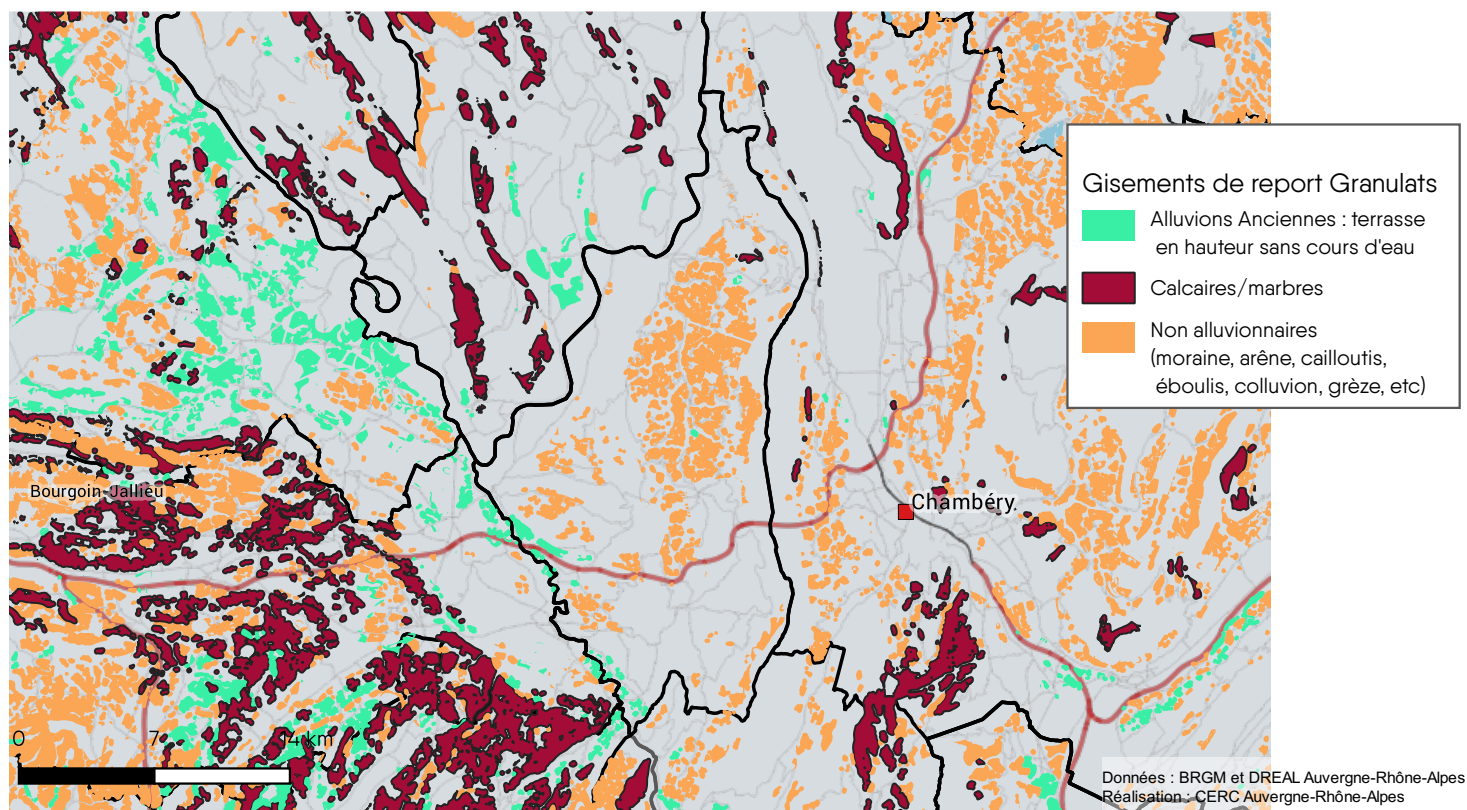 Gisements de report Granulats
Alluvions Anciennes : terrasse
en hauteur sans cours d'eau
Calcaires/marbres
Non alluvionnaires
(moraine, arêne, cailloutis,
éboulis, colluvion, grèze, etc)
Bourgoin-Jallieu
Chambéry
0 7 14 km
Données : BRGM et DREAL Auvergne-Rhône-Alpes
Réalisation : CERC Auvergne-Rhône-Alpes